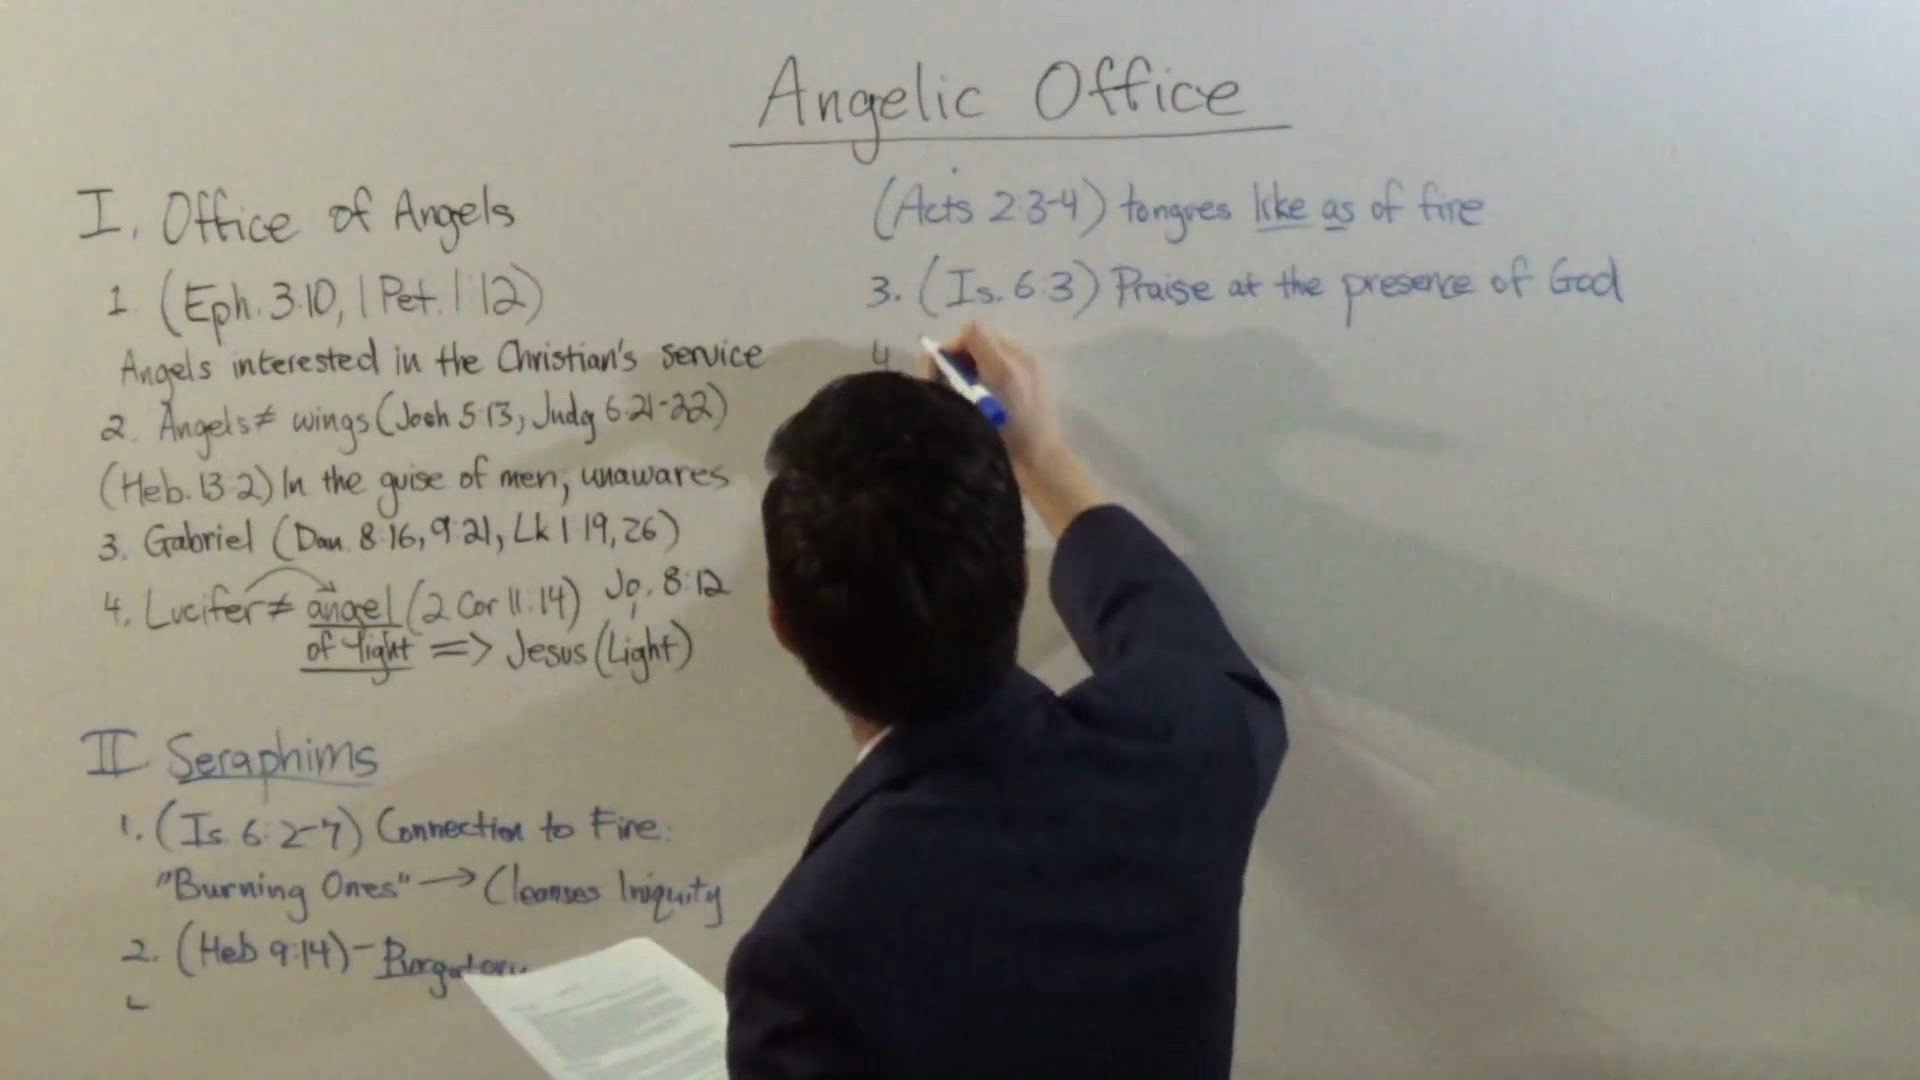 Angelic Office
I. Office of Angels
1 (Eph. 3:10, 1 Pet. 1:12)
Angels interested in the Christian's service
2. Angels ≠ wings (Josh 5:13, Judg 6:21-22)
(Heb. 13:2) In the guise of men, unawares
3. Gabriel (Dan. 8:16, 9:21, Lk 1:19, 26)
4. Lucifer ≠ angel (2 Cor 11:14) Jo. 8:12
of light => Jesus (Light)
II Seraphims
1. (Is 6:2-7) Connection to Fire:
"Burning Ones" → Cleanses Iniquity
2. (Heb 9:14) - Purgatory
(Acts 2:3-4) tongues like as of fire
3. (Is. 6:3) Praise at the presence of God
4